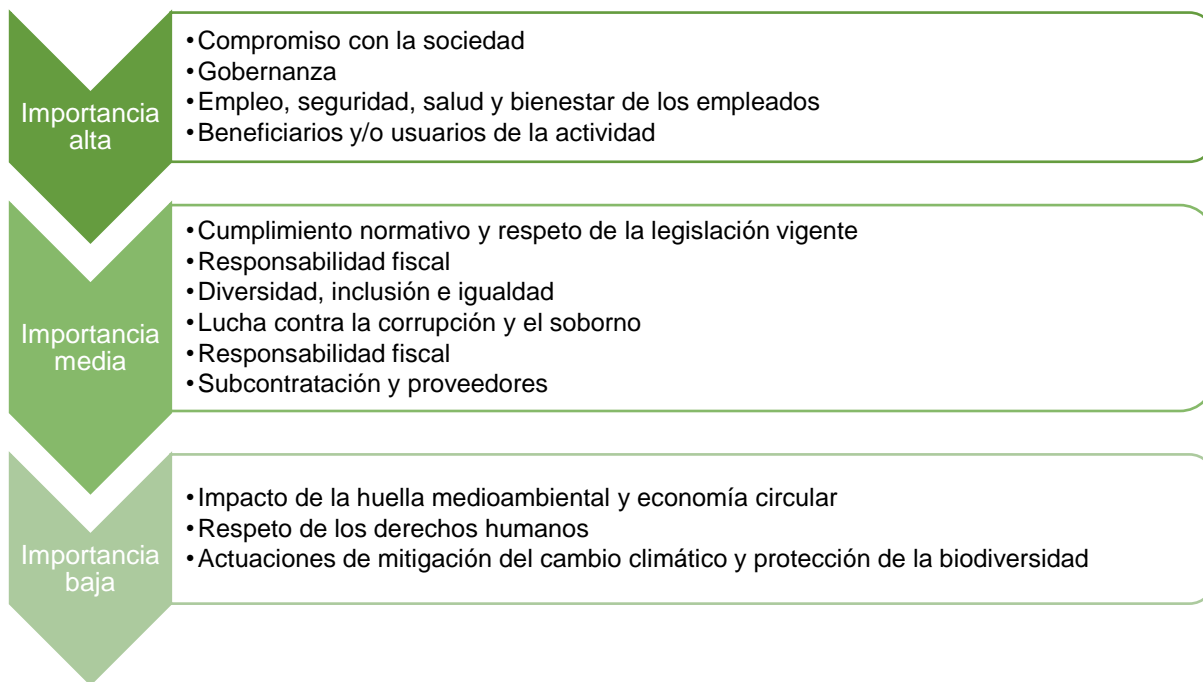 Importancia
alta
•Compromiso con la sociedad
•Gobernanza
•Empleo, seguridad, salud y bienestar de los empleados
•Beneficiarios y/o usuarios de la actividad
Importancia
media
•Cumplimiento normativo y respeto de la legislación vigente
•Responsabilidad fiscal
•Diversidad, inclusión e igualdad
•Lucha contra la corrupción y el soborno
•Responsabilidad fiscal
•Subcontratación y proveedores
Importancia
baja
•Impacto de la huella medioambiental y economía circular
•Respeto de los derechos humanos
•Actuaciones de mitigación del cambio climático y protección de la biodiversidad